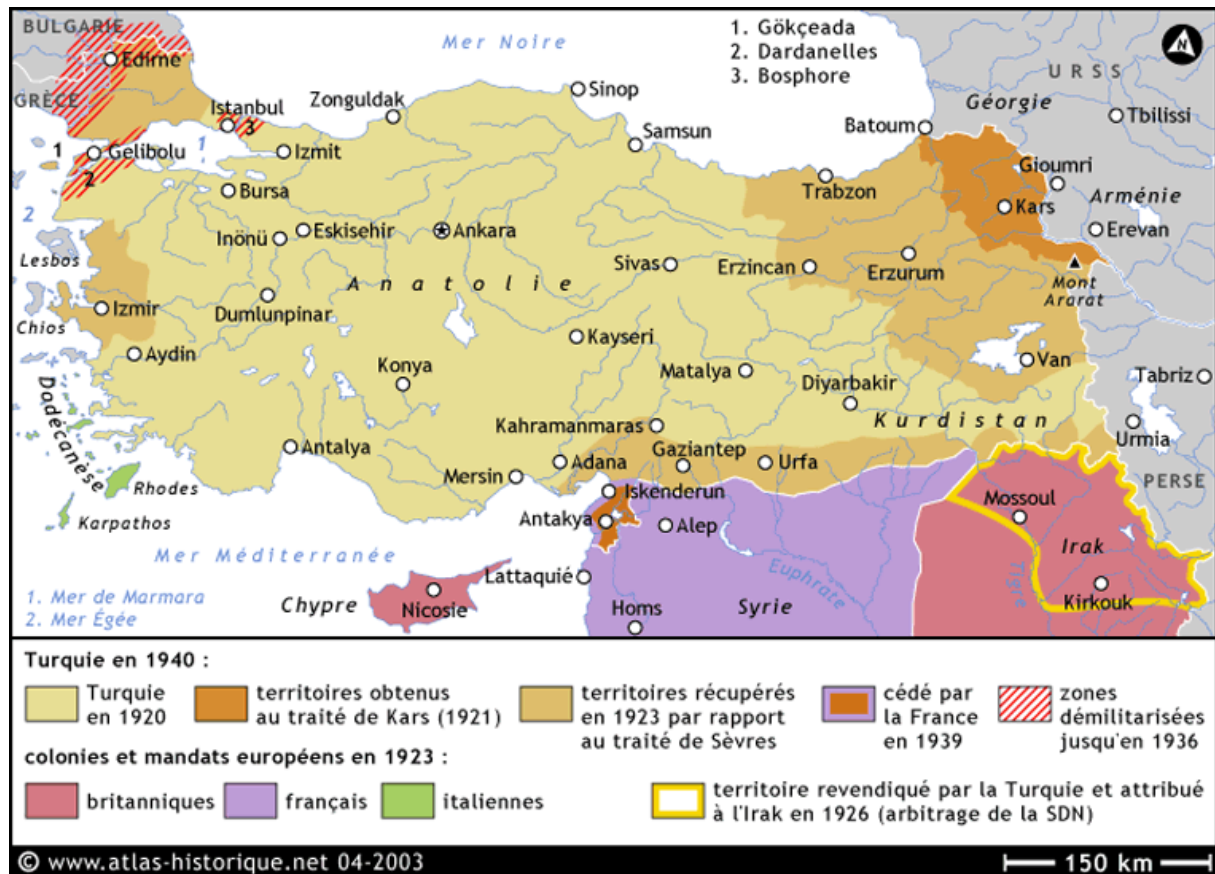 BULGARIE
Mer Noire
1. Gökçeada
2. Dardanelles
3. Bosphore
N
Edirne
URSS
GRÈCE
Istanbul
Zonguldak
Sinop
Géorgie
Tbilissi
3
Samsun
Batoum
1
Gelibolu
1
Izmit
Gioumri
2
Bursa
Trabzon
Arménie
Kars
2
Inönü
Eskisehir
Ankara
Erevan
Lesbos
Sivas
Erzincan
Erzurum
Anatolie
Mont
Ararat
Izmir
Dumlunpinar
Chios
Kayseri
Aydin
Van
Konya
Matalya
Diyarbakir
Tabriz
Dadécanèse
Kahramanmaras
Kurdistan
Urmia
Antalya
Gaziantep
Mersin
Adana
Urfa
Rhodes
Iskenderun
Mossoul
PERSE
Karpathos
Antakya
Alep
Mer Méditerranée
Irak
Euphrate
Tigre
Lattaquié
1. Mer de Marmara
2. Mer Égée
Chypre
Nicosie
Homs
Syrie
Kirkouk
Turquie en 1940 :
Turquie
en 1920
territoires obtenus
au traité de Kars (1921)
territoires récupérés
en 1923 par rapport
au traité de Sèvres
cédé par
la France
en 1939
zones
démilitarisées
jusqu'en 1936
colonies et mandats européens en 1923 :
britanniques
français
italiennes
territoire revendiqué par la Turquie et attribué
à l'Irak en 1926 (arbitrage de la SDN)
© www.atlas-historique.net 04-2003
150 km